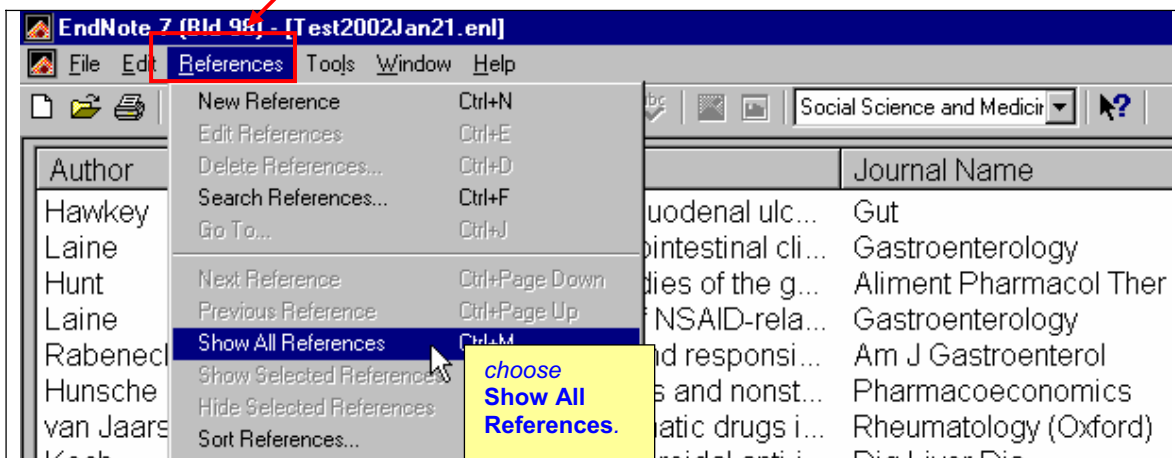 EndNote 7 (Bld 98) - [Test2002Jan21.enl]
File Edit References Tools Window Help
New Reference Ctrl+N
Social Science and Medicir
Edit References Ctrl+E
Delete References... Ctrl+D
Search References... Ctrl+F
Go To... Ctrl+J
Next Reference Ctrl+Page Down
Previous Reference Ctrl+Page Up
Show All References Ctrl+M
Show Selected References
Hide Selected References
Sort References...
choose
Show All
References.
Author Journal Name
Hawkey uodenal ulc... Gut
Laine ointestinal cli... Gastroenterology
Hunt dies of the g... Aliment Pharmacol Ther
Laine NSAID-rela... Gastroenterology
Rabenecl nd responsi... Am J Gastroenterol
Hunsche s and nonst... Pharmacoeconomics
van Jaars atic drugs i... Rheumatology (Oxford)